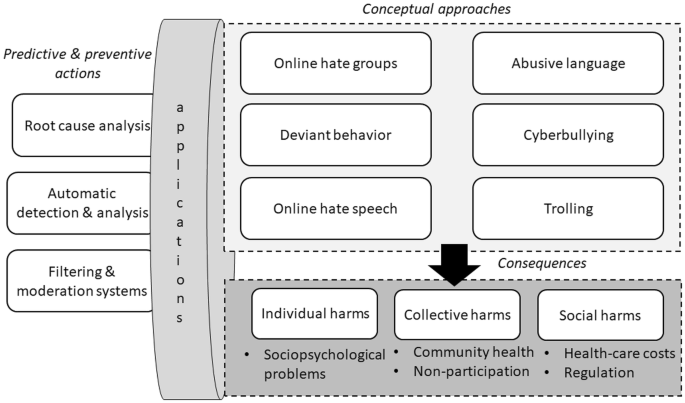 Conceptual approaches
Predictive & preventive
actions
Root cause analysis
Automatic
detection & analysis
Filtering &
moderation systems
applications
Online hate groups
Abusive language
Deviant behavior
Cyberbullying
Online hate speech
Trolling
Consequences
Individual harms
Collective harms
Social harms
• Sociopsychological
problems
• Community health
• Non-participation
• Health-care costs
• Regulation